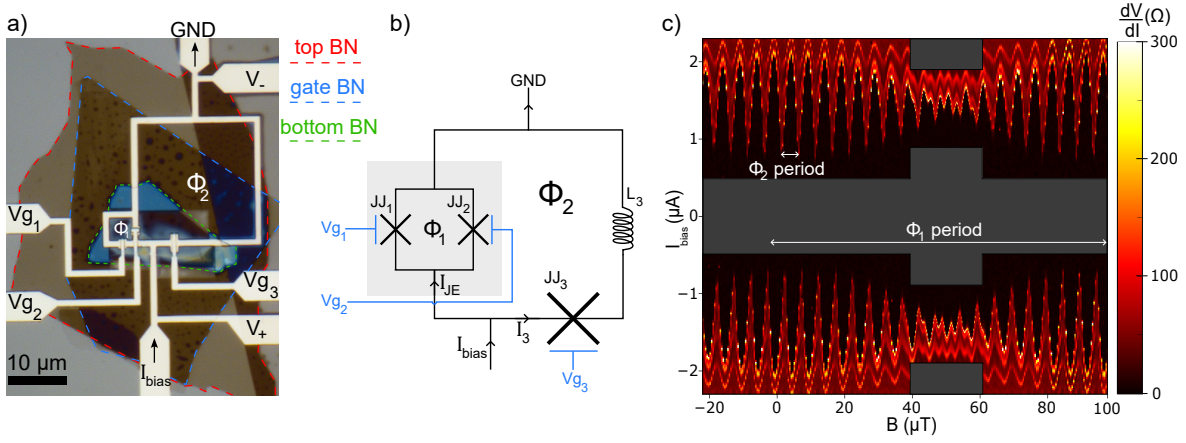 a)
GND
V-
Φ2
Vg1
Φ1
Vg2
Vg3
V+
Ibias
10 μm
top BN
gate BN
bottom BN
b)
GND
JJ1
JJ2
Φ2
L3
Vg1
Φ1
IJE
Vg2
JJ3
I3
Ibias
Vg3
c)
dV
dI
(Ω)
300
200
100
0
2
1
0
−1
−2
Ibias (μA)
Φ2 period
Φ1 period
−20
0
20
40
60
80
100
B (μT)